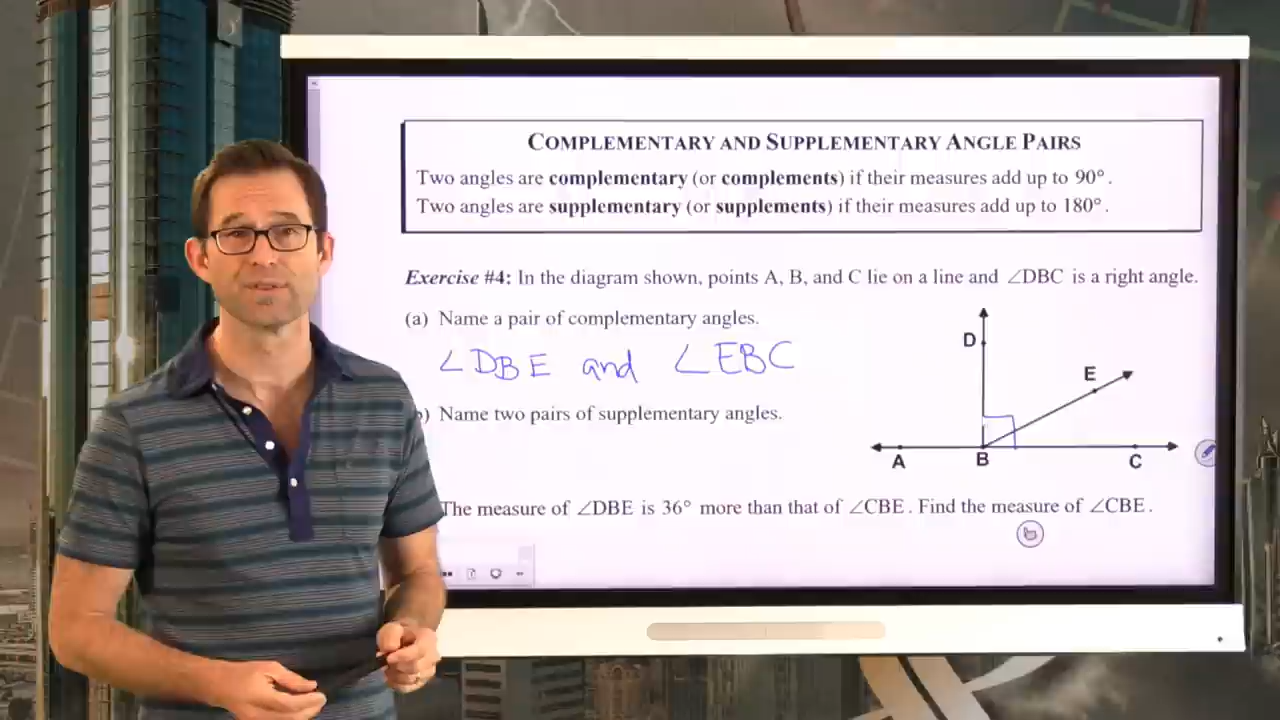 COMPLEMENTARY AND SUPPLEMENTARY ANGLE PAIRS
Two angles are complementary (or complements) if their measures add up to 90°.
Two angles are supplementary (or supplements) if their measures add up to 180°.
Exercise #4: In the diagram shown, points A, B, and C lie on a line and ∠DBC is a right angle.
(a) Name a pair of complementary angles.
∠DBE and ∠EBC
) Name two pairs of supplementary angles.
D
E
A
B
C
The measure of ∠DBE is 36° more than that of ∠CBE. Find the measure of ∠CBE.